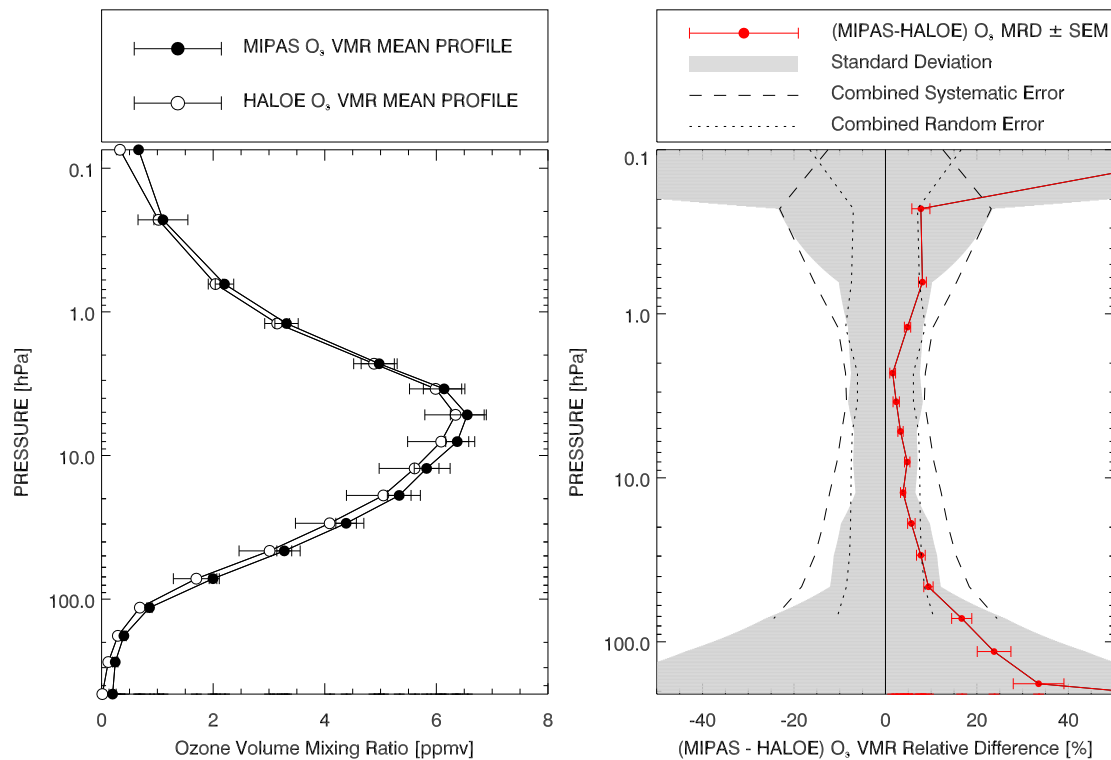 MIPAS O₃ VMR MEAN PROFILE
HALOE O₃ VMR MEAN PROFILE
0.1
1.0
10.0
100.0
PRESSURE [hPa]
0 2 4 6 8
Ozone Volume Mixing Ratio [ppmv]
(MIPAS-HALOE) O₃ MRD ± SEM
Standard Deviation
Combined Systematic Error
Combined Random Error
0.1
1.0
10.0
100.0
PRESSURE [hPa]
-40 -20 0 20 40
(MIPAS - HALOE) O₃ VMR Relative Difference [%]